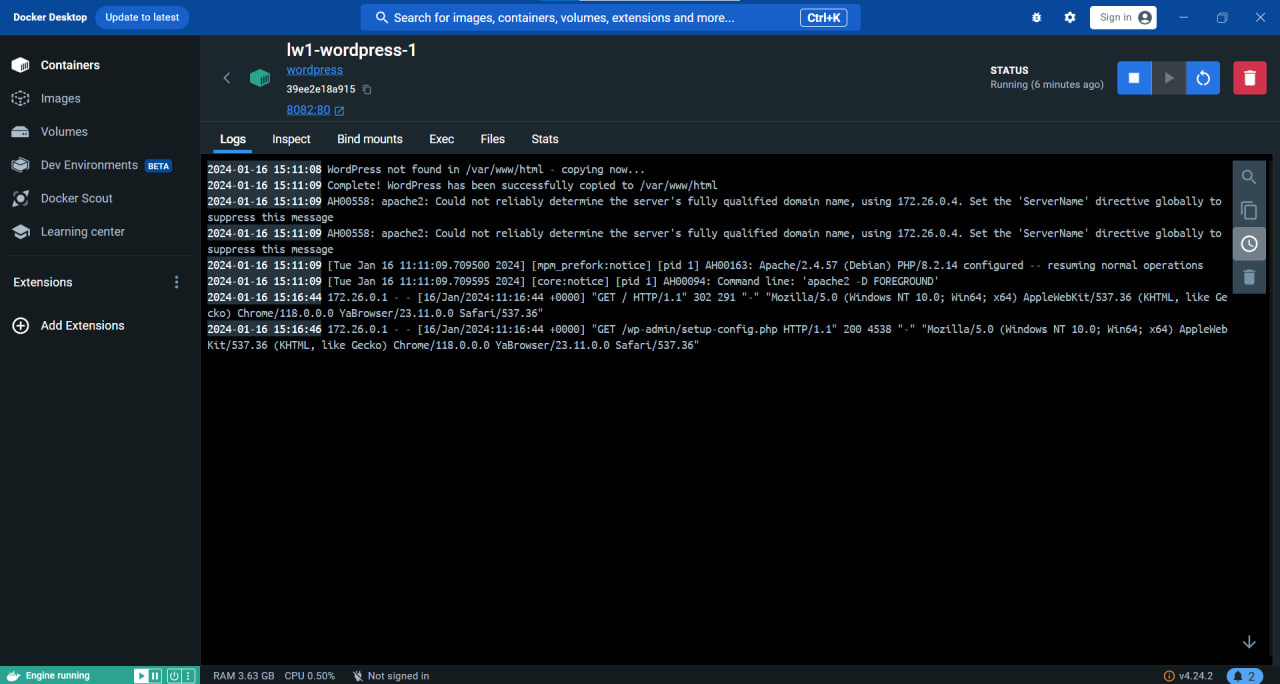 Docker Desktop
Update to latest
Search for images, containers, volumes, extensions and more...
Ctrl+K
Sign in
Containers
Images
Volumes
Dev Environments BETA
Docker Scout
Learning center
Extensions
Add Extensions
lw1-wordpress-1
wordpress
39ee2e18a915
8082:80
STATUS
Running (6 minutes ago)
Logs
Inspect
Bind mounts
Exec
Files
Stats
2024-01-16 15:11:08 WordPress not found in /var/www/html - copying now...
2024-01-16 15:11:09 Complete! WordPress has been successfully copied to /var/www/html
2024-01-16 15:11:09 AH00558: apache2: Could not reliably determine the server's fully qualified domain name, using 172.26.0.4. Set the 'ServerName' directive globally to
suppress this message
2024-01-16 15:11:09 AH00558: apache2: Could not reliably determine the server's fully qualified domain name, using 172.26.0.4. Set the 'ServerName' directive globally to
suppress this message
2024-01-16 15:11:09 [Tue Jan 16 11:11:09.709500 2024] [mpm_prefork:notice] [pid 1] AH00163: Apache/2.4.57 (Debian) PHP/8.2.14 configured -- resuming normal operations
2024-01-16 15:11:09 [Tue Jan 16 11:11:09.709595 2024] [core:notice] [pid 1] AH00094: Command line: 'apache2 -D FOREGROUND'
2024-01-16 15:16:44 172.26.0.1 - - [16/Jan/2024:11:16:44 +0000] "GET / HTTP/1.1" 302 291 "-" "Mozilla/5.0 (Windows NT 10.0; Win64; x64) AppleWebKit/537.36 (KHTML, like Ge
cko) Chrome/118.0.0.0 YaBrowser/23.11.0.0 Safari/537.36"
2024-01-16 15:16:46 172.26.0.1 - - [16/Jan/2024:11:16:44 +0000] "GET /wp-admin/setup-config.php HTTP/1.1" 200 4538 "-" "Mozilla/5.0 (Windows NT 10.0; Win64; x64) AppleWeb
Kit/537.36 (KHTML, like Gecko) Chrome/118.0.0.0 YaBrowser/23.11.0.0 Safari/537.36"
Engine running
RAM 3.63 GB
CPU 0.50%
Not signed in
v4.24.2
2